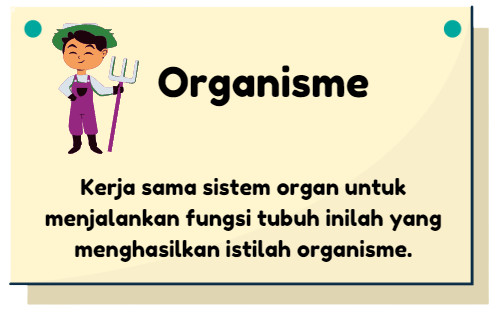 Organisme
Kerja sama sistem organ untuk
menjalankan fungsi tubuh inilah yang
menghasilkan istilah organisme.